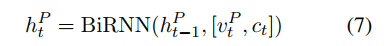 h_t^P = BiRNN(h_{t-1}^P, [v_t^P, c_t]) (7)